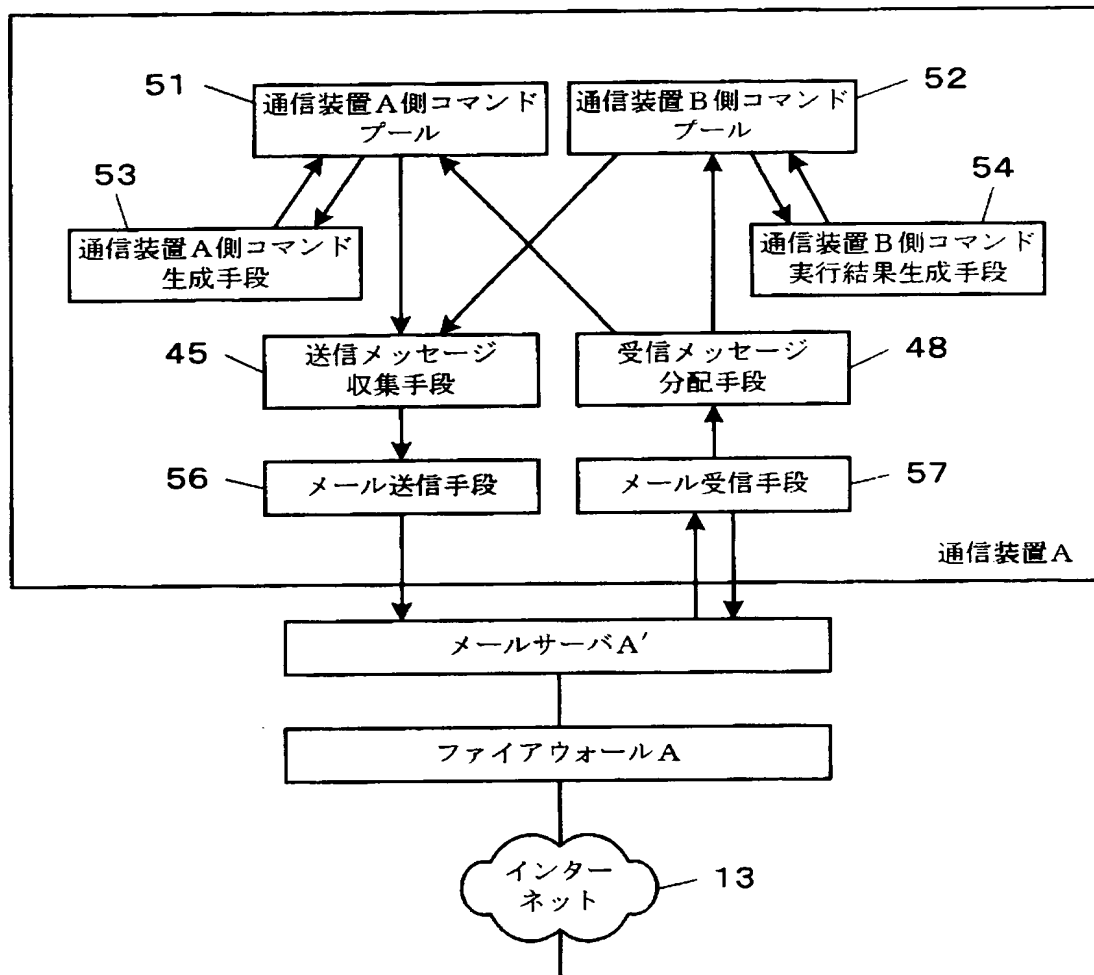 51
通信装置A側コマンド
プール
52
通信装置B側コマンド
プール
53
通信装置A側コマンド
生成手段
54
通信装置B側コマンド
実行結果生成手段
45
送信メッセージ
収集手段
48
受信メッセージ
分配手段
56
メール送信手段
57
メール受信手段
通信装置A
メールサーバA′
ファイアウォールA
インター
ネット
13